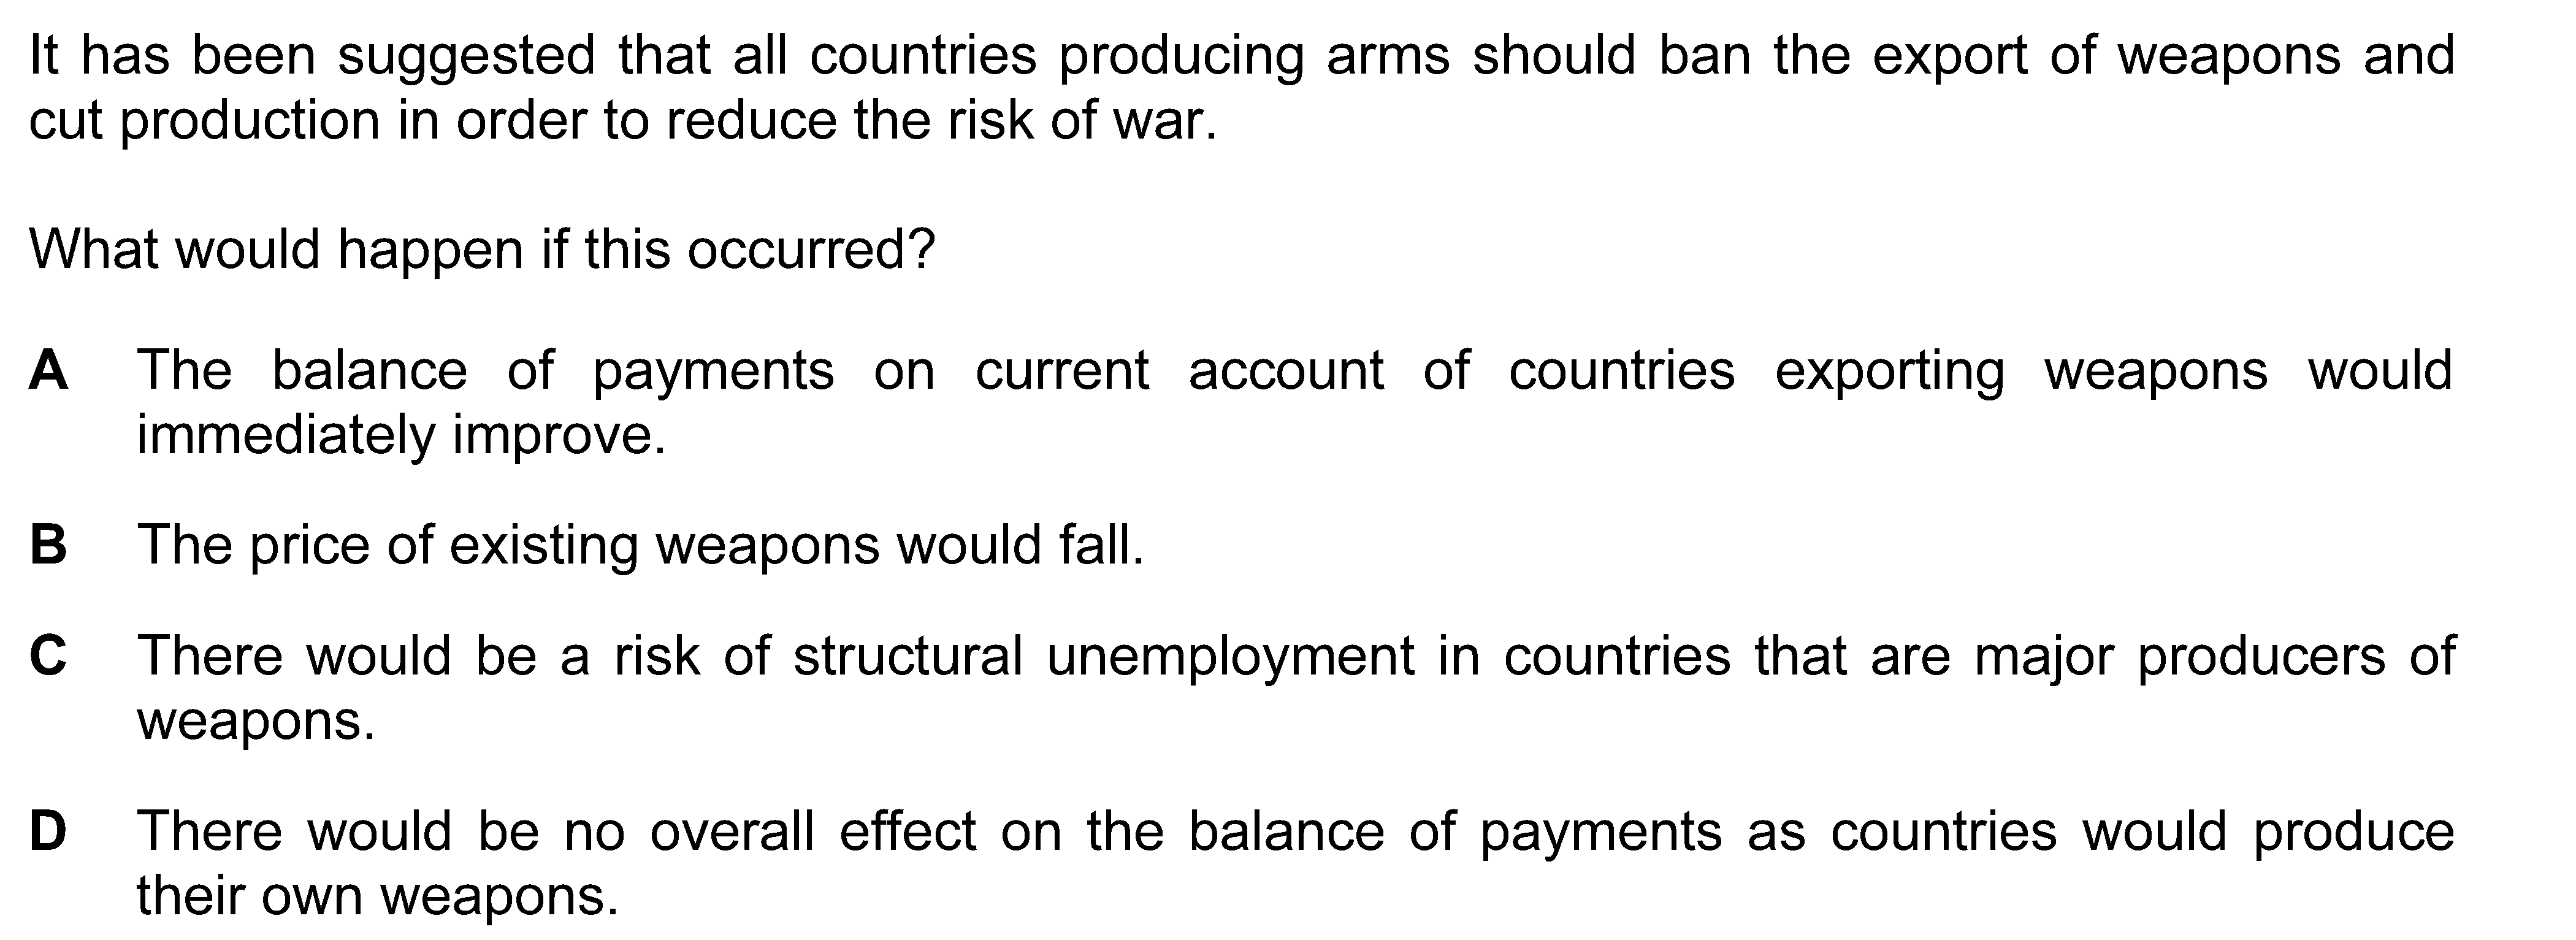 It has been suggested that all countries producing arms should ban the export of weapons and
cut production in order to reduce the risk of war.
What would happen if this occurred?
A The balance of payments on current account of countries exporting weapons would
immediately improve.
B The price of existing weapons would fall.
C There would be a risk of structural unemployment in countries that are major producers of
weapons.
D There would be no overall effect on the balance of payments as countries would produce
their own weapons.